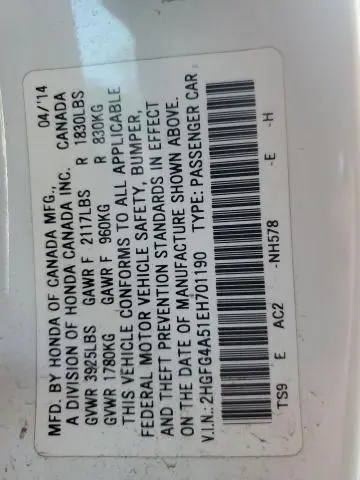 MFD. BY HONDA OF CANADA MFG., 04/'14
A DIVISION OF HONDA CANADA INC. CANADA
GVWR 3925LBS GAWR F 2117LBS R 1830LBS
GVWR 1780KG GAWR F 960KG R 830KG
THIS VEHICLE CONFORMS TO ALL APPLICABLE
FEDERAL MOTOR VEHICLE SAFETY, BUMPER,
AND THEFT PREVENTION STANDARDS IN EFFECT
ON THE DATE OF MANUFACTURE SHOWN ABOVE.
V.I.N.: 2HGFG4A51EH701190 TYPE: PASSENGER CAR
TS9 E AC2 -NH578 -E -H